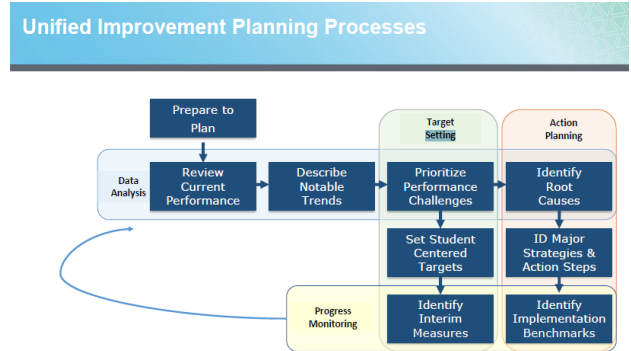 Unified Improvement Planning Processes
Prepare to
Plan
Target
Setting
Action
Planning
Data
Analysis
Review
Current
Performance
Describe
Notable
Trends
Prioritize
Performance
Challenges
Identify
Root
Causes
Set Student
Centered
Targets
ID Major
Strategies &
Action Steps
Progress
Monitoring
Identify
Interim
Measures
Identify
Implementation
Benchmarks